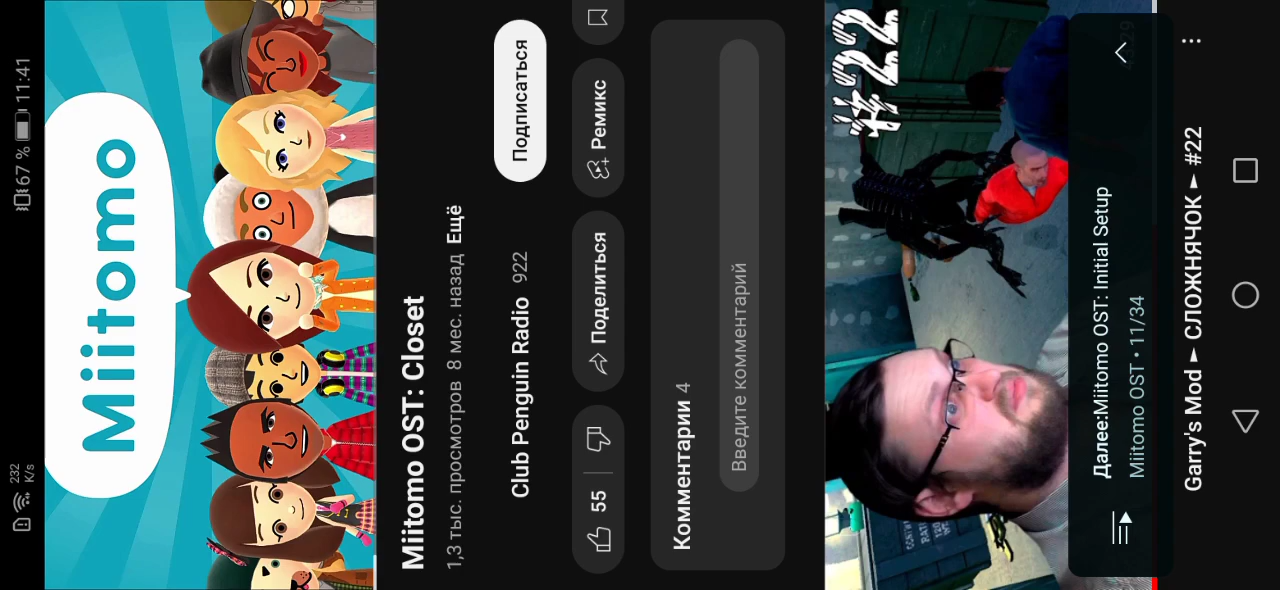 232 K/s
67 % 11:41
Miitomo
Miitomo OST: Closet
1,3 тыс. просмотров 8 мес. назад Ещё
Club Penguin Radio 922
Подписаться
55
Поделиться
Ремикс
Комментарии 4
Введите комментарий
#22
Далее:Miitomo OST: Initial Setup
Miitomo OST • 11/34
Garry's Mod ► СЛОЖНЯЧОК ► #22